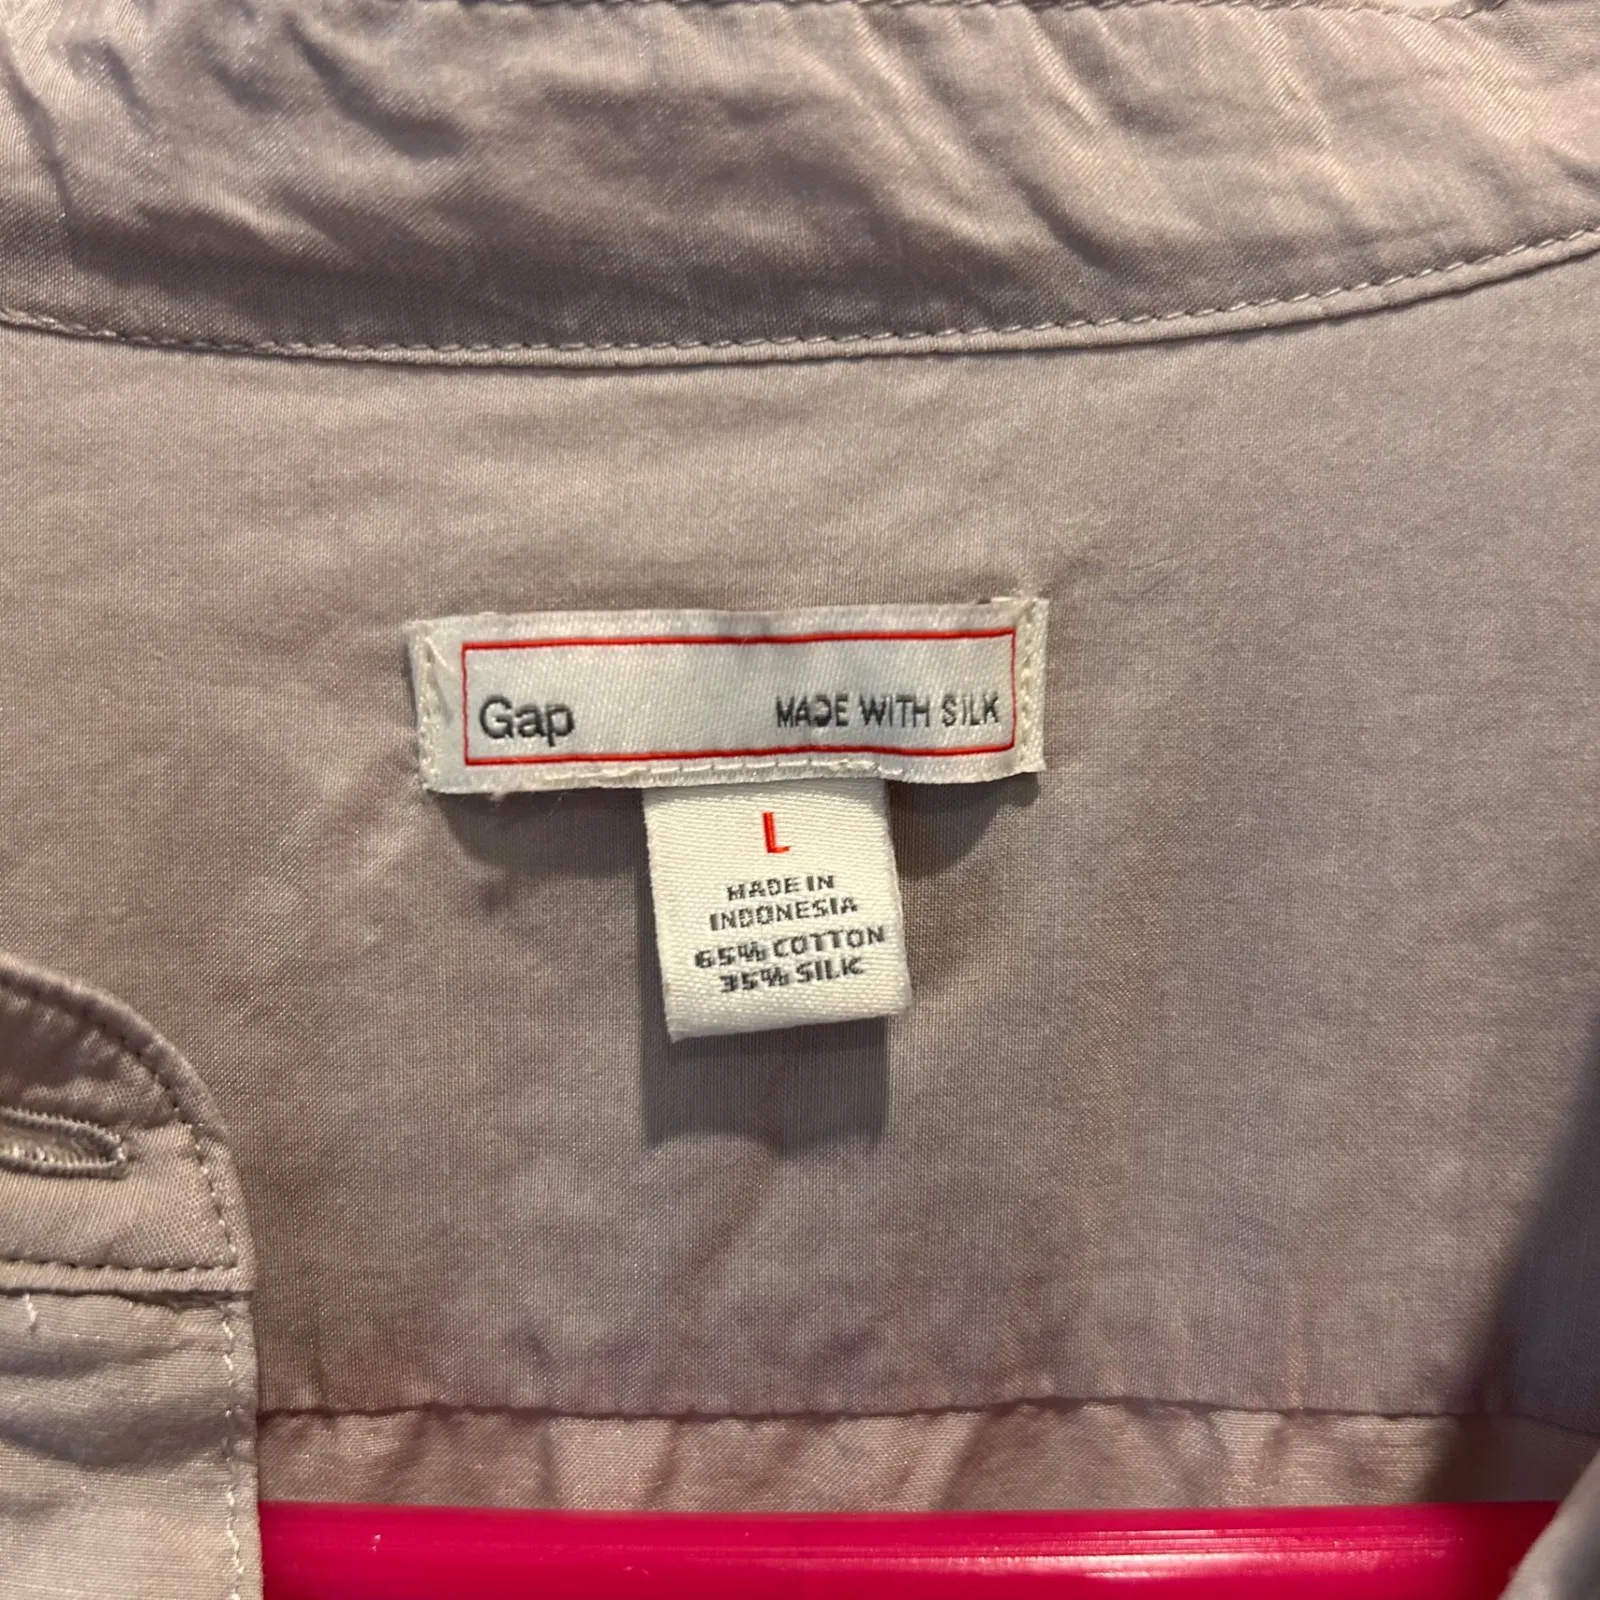 Gap MADE WITH SILK
L
MADE IN
INDONESIA
65% COTTON
35% SILK